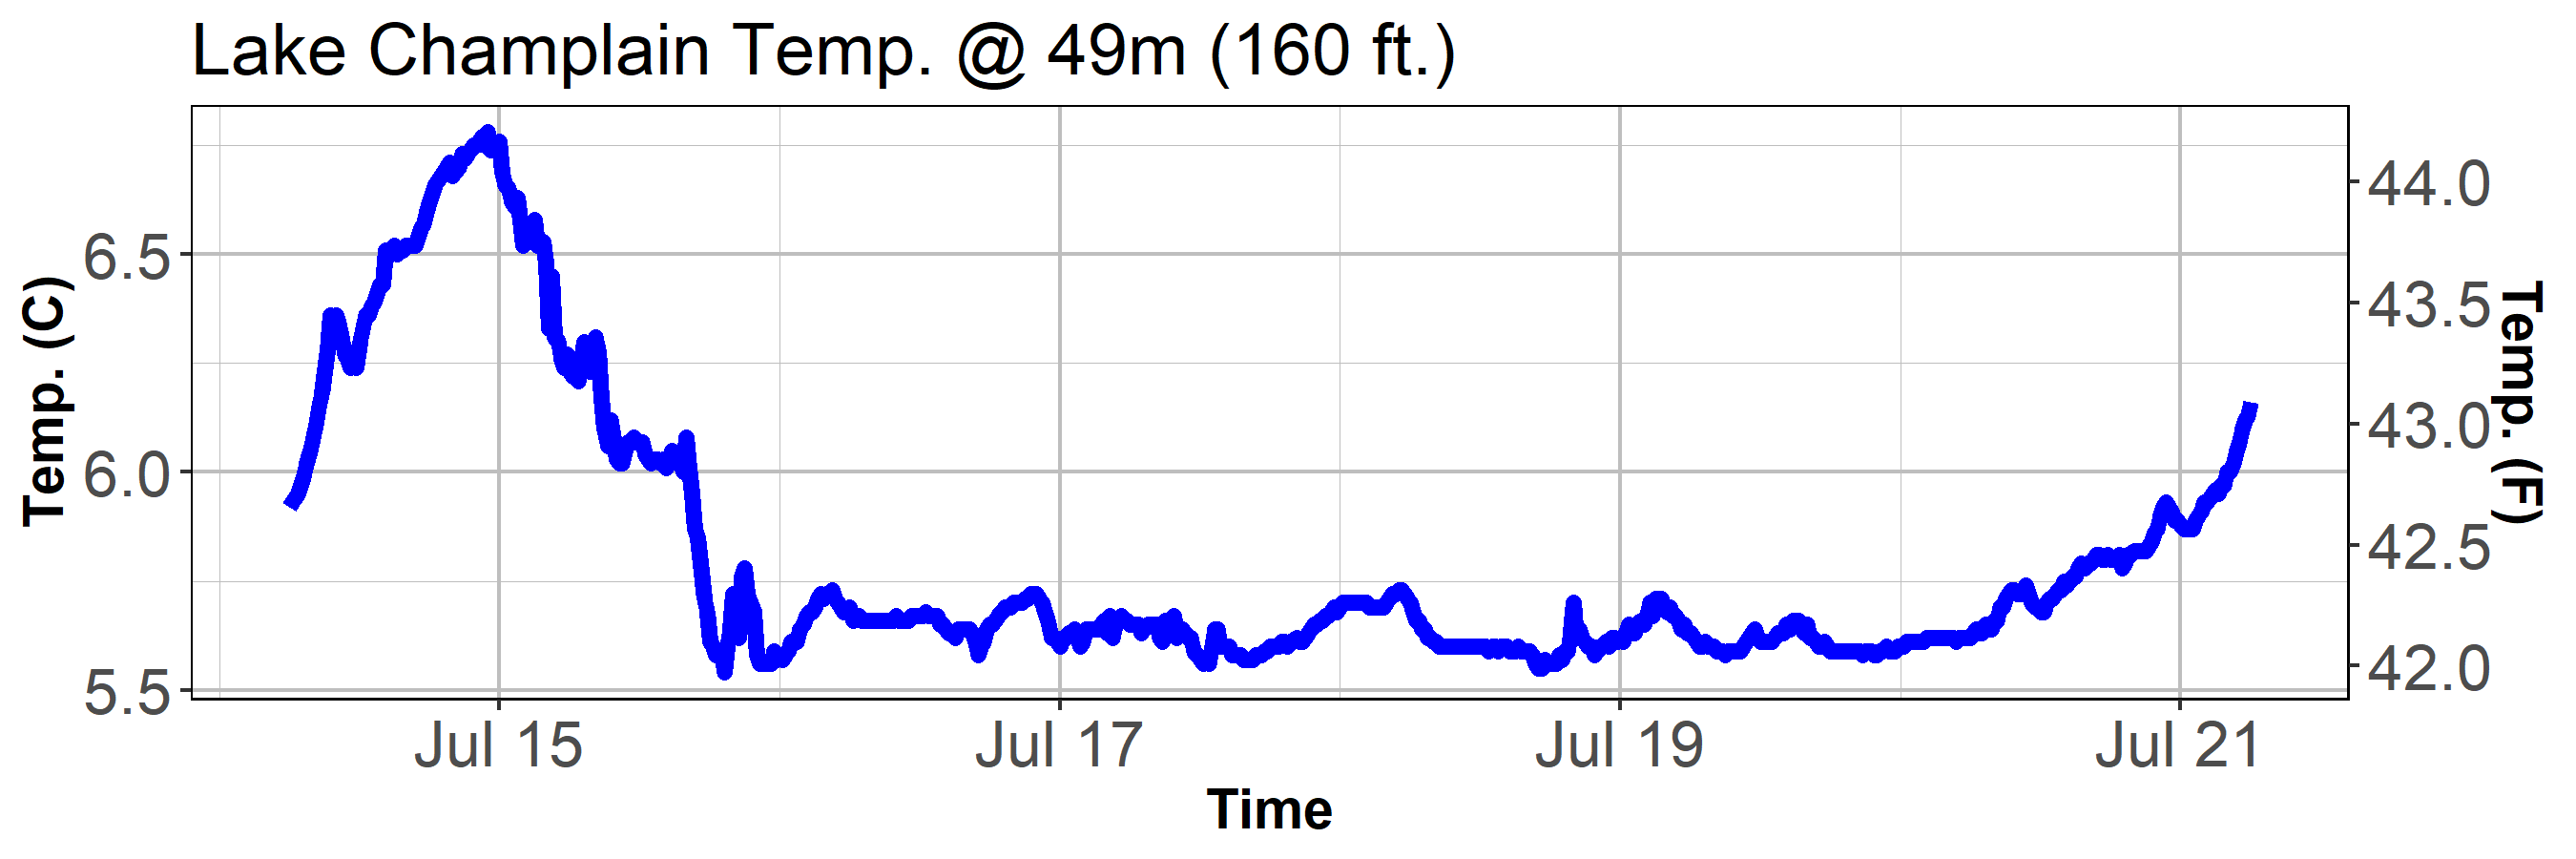 Lake Champlain Temp. @ 49m (160 ft.)
Temp. (C)
6.5
6.0
5.5
44.0
43.5
43.0
42.5
42.0
Temp. (F)
Jul 15 Jul 17 Jul 19 Jul 21
Time